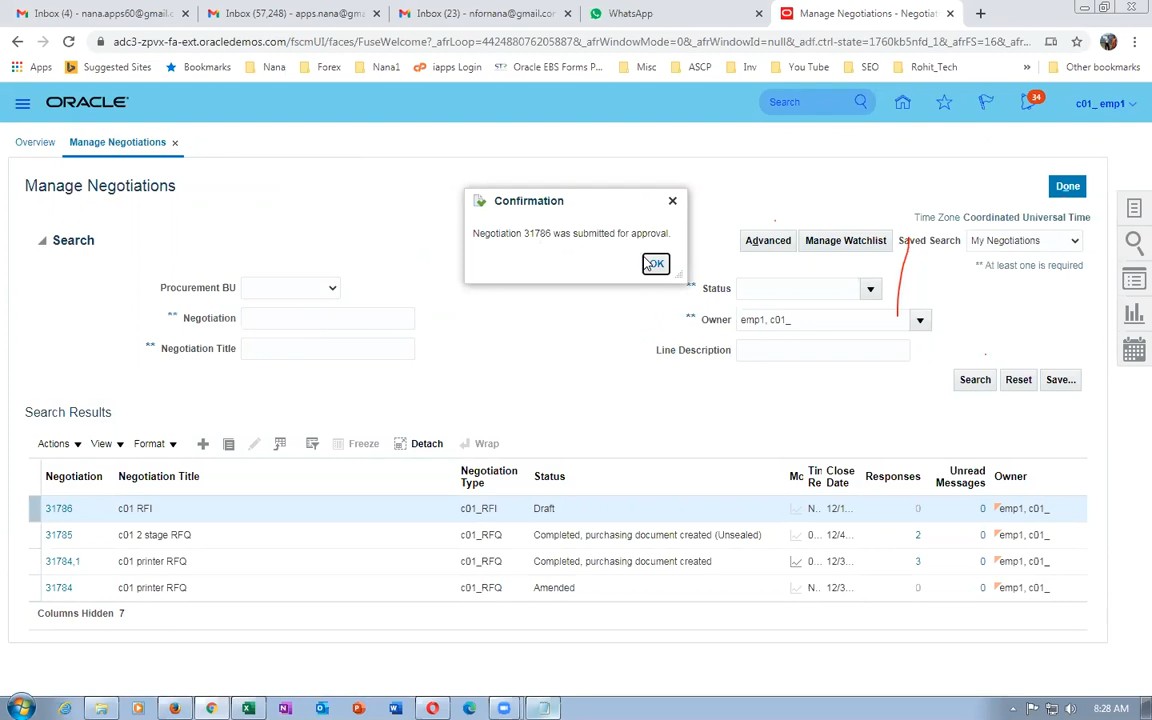 Inbox (4) - nana.apps60@gmail.c
Inbox (57,248) - apps.nana@gma
Inbox (23) - nfornana@gmail.con
WhatsApp
Manage Negotiations - Negotiat
adc3-zpvx-fa-ext.oracledemos.com/fscmUI/faces/FuseWelcome?_afrLoop=442488076205887&_afrWindowMode=0&_afrWindowId=null&_adf.ctrl-state=1760kb5nfd_1&_afrFS=16&_afr...
Apps Suggested Sites Bookmarks Nana Forex Nana1 iapps Login Oracle EBS Forms P... Misc ASCP Inv You Tube SEO Rohit_Tech » Other bookmarks
ORACLE Search 34 c01_ emp1
Overview Manage Negotiations
Manage Negotiations
Done
Time Zone Coordinated Universal Time
Confirmation
Negotiation 31786 was submitted for approval.
OK
Search
Advanced Manage Watchlist Saved Search My Negotiations
** At least one is required
Procurement BU
** Negotiation
** Negotiation Title
** Status
** Owner emp1, c01_
Line Description
Search Reset Save...
Search Results
Actions View Format Freeze Detach Wrap
Negotiation Negotiation Title Negotiation Type Status Mc Tin Re Close Date Responses Unread Messages Owner
31786 c01 RFI c01_RFI Draft N... 12/1... 0 0 emp1, c01_
31785 c01 2 stage RFQ c01_RFQ Completed, purchasing document created (Unsealed) 0... 12/4... 2 0 emp1, c01_
31784,1 c01 printer RFQ c01_RFQ Completed, purchasing document created 0... 12/3... 3 0 emp1, c01_
31784 c01 printer RFQ c01_RFQ Amended N... 12/3... 0 0 emp1, c01_
Columns Hidden 7
8:28 AM